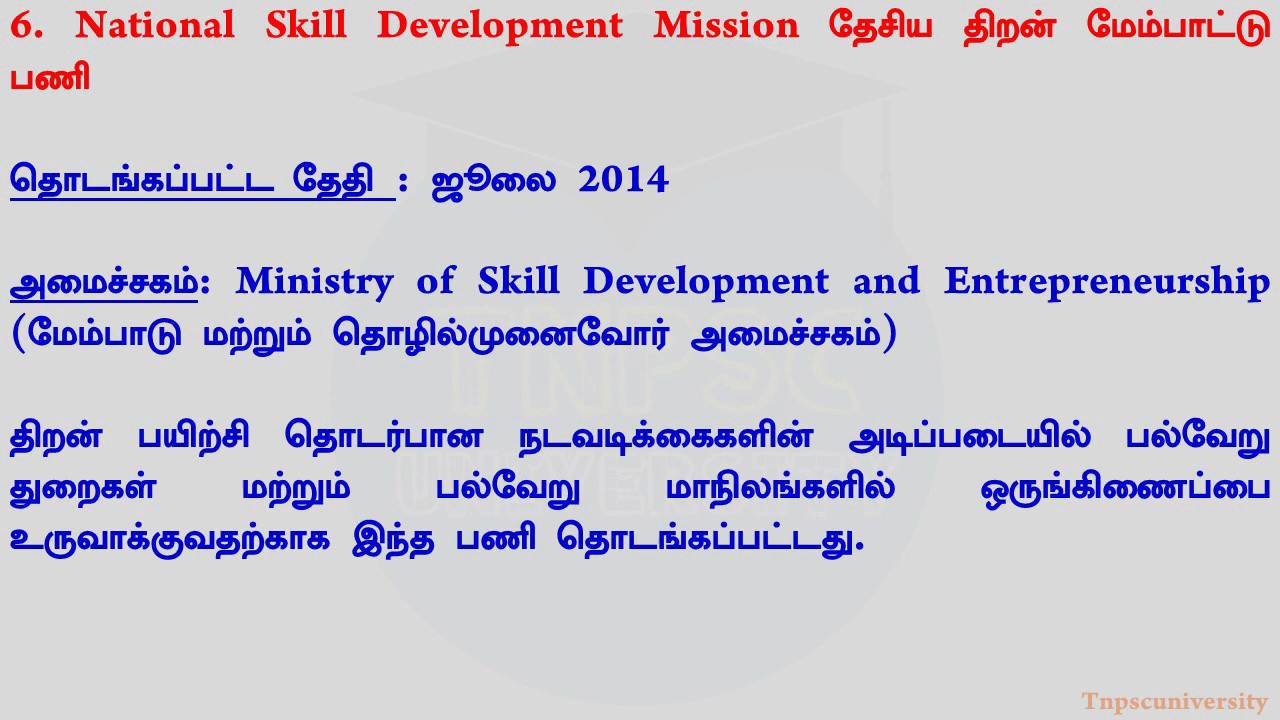 6. National Skill Development Mission தேசிய திறன் மேம்பாட்டு
பணி
தொடங்கப்பட்ட தேதி : ஜூலை 2014
அமைச்சகம்: Ministry of Skill Development and Entrepreneurship
(மேம்பாடு மற்றும் தொழில்முனைவோர் அமைச்சகம்)
திறன் பயிற்சி தொடர்பான நடவடிக்கைகளின் அடிப்படையில் பல்வேறு
துறைகள் மற்றும் பல்வேறு மாநிலங்களில் ஒருங்கிணைப்பை
உருவாக்குவதற்காக இந்த பணி தொடங்கப்பட்டது.
TNPSC
UNIVERSITY
Tnpscuniversity